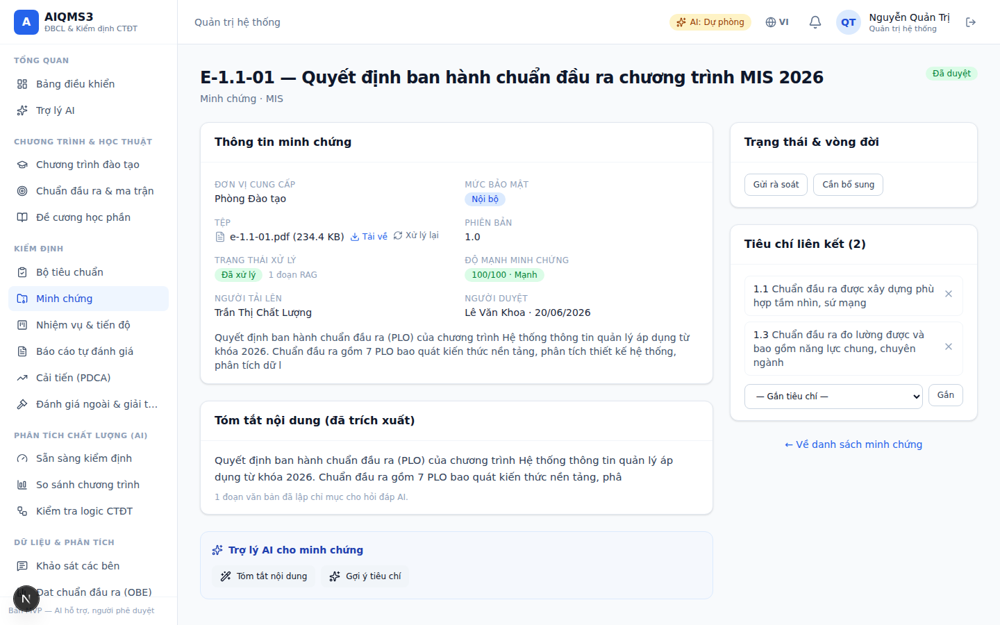 A
AIQMS3
ĐBCL & Kiểm định CTĐT
TỔNG QUAN
Bảng điều khiển
Trợ lý AI
CHƯƠNG TRÌNH & HỌC THUẬT
Chương trình đào tạo
Chuẩn đầu ra & ma trận
Đề cương học phần
KIỂM ĐỊNH
Bộ tiêu chuẩn
Minh chứng
Nhiệm vụ & tiến độ
Báo cáo tự đánh giá
Cải tiến (PDCA)
Đánh giá ngoài & giải t...
PHÂN TÍCH CHẤT LƯỢNG (AI)
Sẵn sàng kiểm định
So sánh chương trình
Kiểm tra logic CTĐT
DỮ LIỆU & PHÂN TÍCH
Khảo sát các bên
Đạt chuẩn đầu ra (OBE)
N
MVP — AI hỗ trợ, người phê duyệt
Quản trị hệ thống
AI: Dự phòng
VI
QT
Nguyễn Quản Trị
Quản trị hệ thống
E-1.1-01 — Quyết định ban hành chuẩn đầu ra chương trình MIS 2026
Đã duyệt
Minh chứng · MIS
Thông tin minh chứng
ĐƠN VỊ CUNG CẤP
Phòng Đào tạo
MỨC BẢO MẬT
Nội bộ
TỆP
e-1.1-01.pdf (234.4 KB) Tải về Xử lý lại
PHIÊN BẢN
1.0
TRẠNG THÁI XỬ LÝ
Đã xử lý 1 đoạn RAG
ĐỘ MẠNH MINH CHỨNG
100/100 · Mạnh
NGƯỜI TẢI LÊN
Trần Thị Chất Lượng
NGƯỜI DUYỆT
Lê Văn Khoa · 20/06/2026
Quyết định ban hành chuẩn đầu ra (PLO) của chương trình Hệ thống thông tin quản lý áp dụng từ
khóa 2026. Chuẩn đầu ra gồm 7 PLO bao quát kiến thức nền tảng, phân tích thiết kế hệ thống,
phân tích dữ l
Tóm tắt nội dung (đã trích xuất)
Quyết định ban hành chuẩn đầu ra (PLO) của chương trình Hệ thống thông tin quản lý áp
dụng từ khóa 2026. Chuẩn đầu ra gồm 7 PLO bao quát kiến thức nền tảng, phâ
1 đoạn văn bản đã lập chỉ mục cho hỏi đáp AI.
Trợ lý AI cho minh chứng
Tóm tắt nội dung
Gợi ý tiêu chí
Trạng thái & vòng đời
Gửi rà soát
Cần bổ sung
Tiêu chí liên kết (2)
1.1 Chuẩn đầu ra được xây dựng phù
hợp tầm nhìn, sứ mạng
1.3 Chuẩn đầu ra đo lường được và
bao gồm năng lực chung, chuyên
ngành
— Gắn tiêu chí —
Gắn
← Về danh sách minh chứng